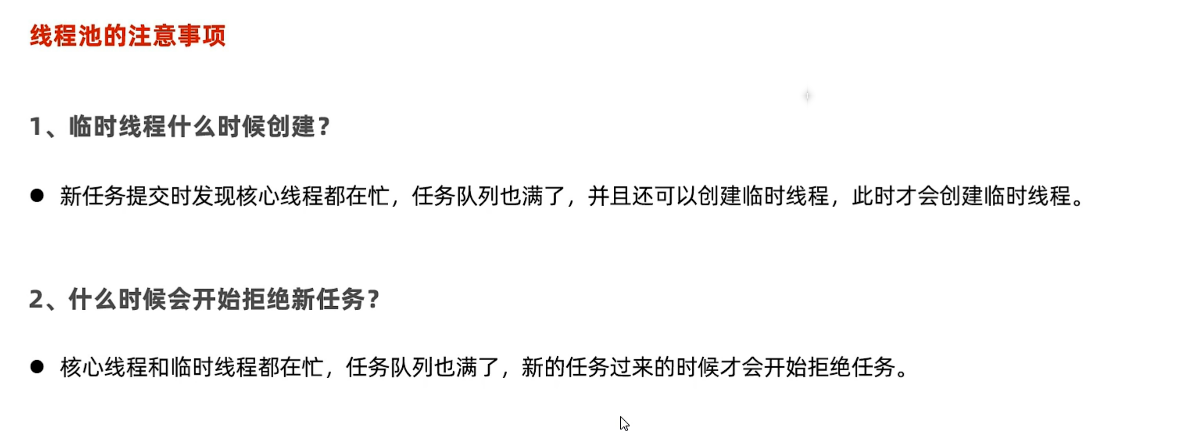 线程池的注意事项
1、临时线程什么时候创建？
● 新任务提交时发现核心线程都在忙，任务队列也满了，并且还可以创建临时线程，此时才会创建临时线程。
2、什么时候会开始拒绝新任务？
● 核心线程和临时线程都在忙，任务队列也满了，新的任务过来的时候才会开始拒绝任务。